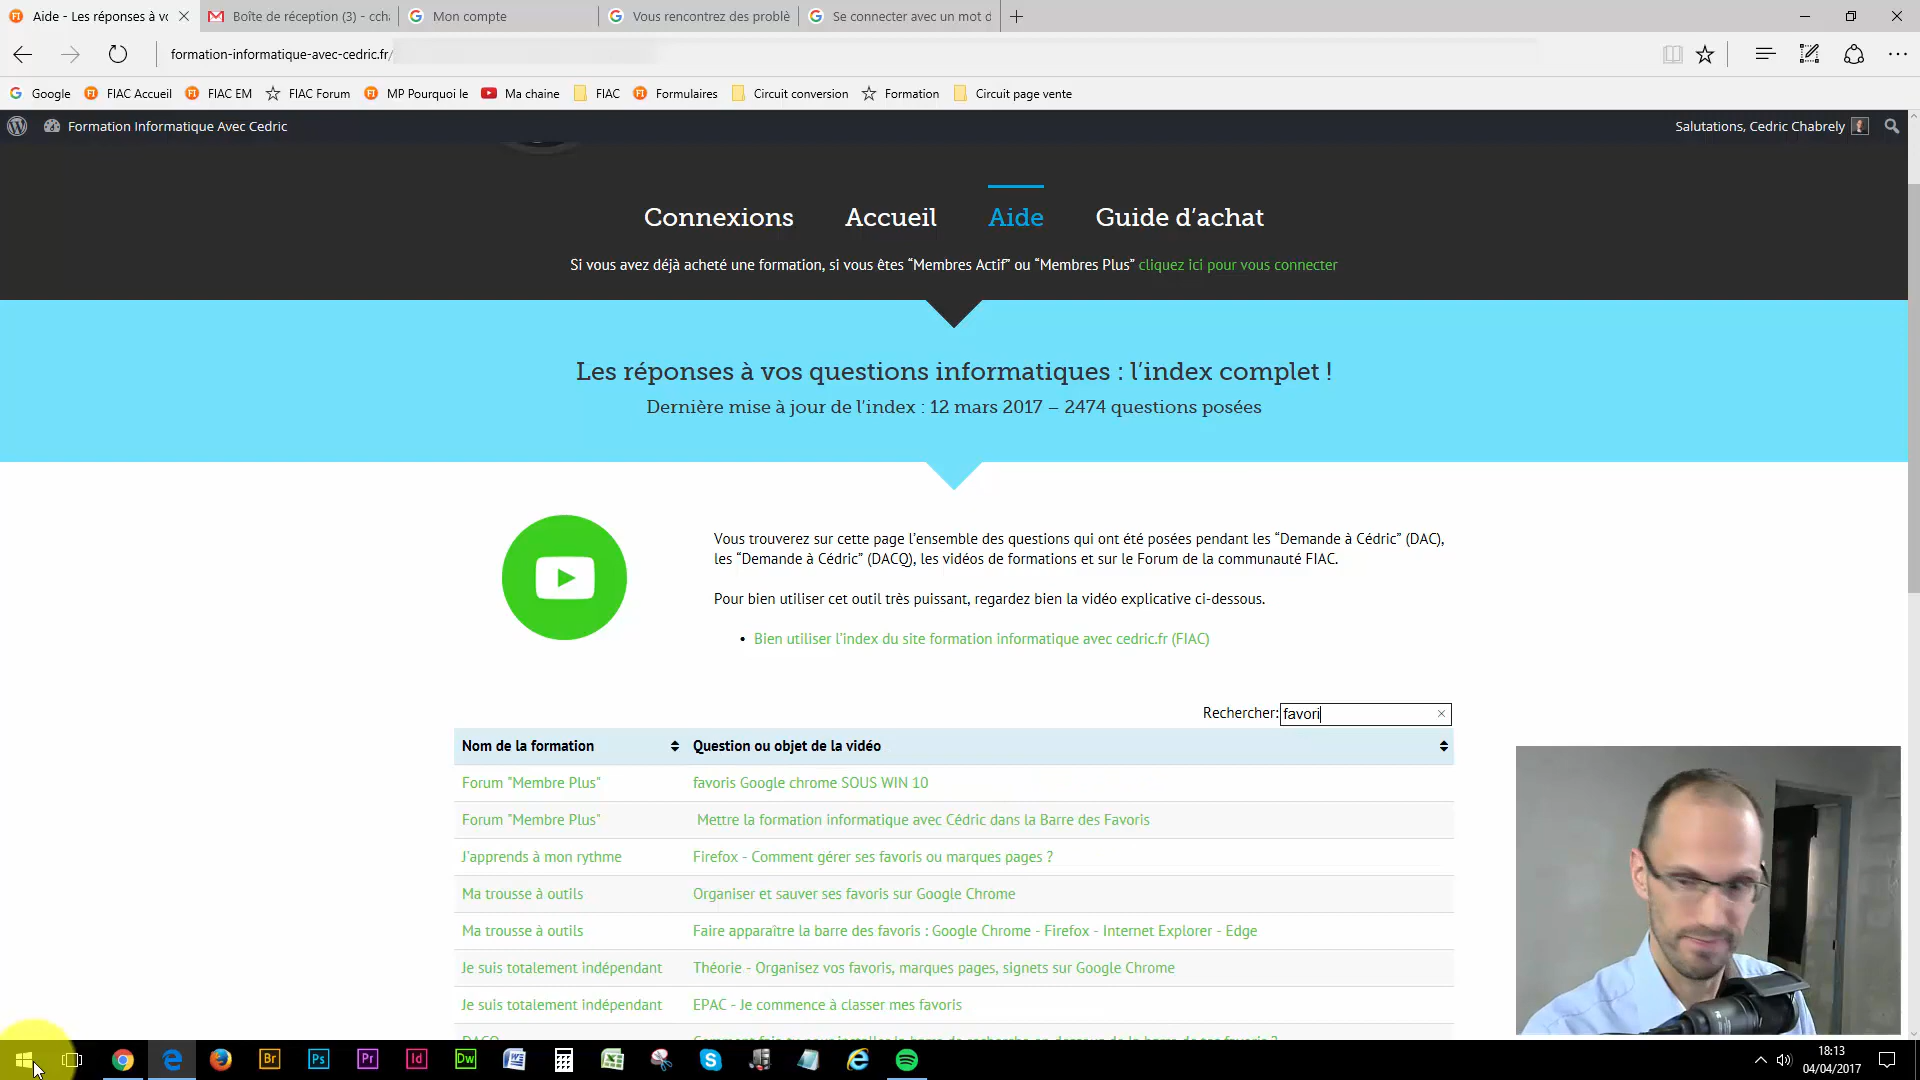 Aide - Les réponses à vo
Boîte de réception (3) - ccha
Mon compte
Vous rencontrez des problè
Se connecter avec un mot d
formation-informatique-avec-cedric.fr/
Google
FIAC Accueil
FIAC EM
FIAC Forum
MP Pourquoi le
Ma chaine
FIAC
Formulaires
Circuit conversion
Formation
Circuit page vente
Formation Informatique Avec Cedric
Salutations, Cedric Chabrely
Connexions
Accueil
Aide
Guide d’achat
Si vous avez déjà acheté une formation, si vous êtes “Membres Actif” ou “Membres Plus” cliquez ici pour vous connecter
Les réponses à vos questions informatiques : l’index complet !
Dernière mise à jour de l’index : 12 mars 2017 – 2474 questions posées
Vous trouverez sur cette page l’ensemble des questions qui ont été posées pendant les “Demande à Cédric” (DAC),
les “Demande à Cédric” (DACQ), les vidéos de formations et sur le Forum de la communauté FIAC.
Pour bien utiliser cet outil très puissant, regardez bien la vidéo explicative ci-dessous.
• Bien utiliser l’index du site formation informatique avec cedric.fr (FIAC)
Rechercher: favori
Nom de la formation
Question ou objet de la vidéo
Forum "Membre Plus"
favoris Google chrome SOUS WIN 10
Forum "Membre Plus"
Mettre la formation informatique avec Cédric dans la Barre des Favoris
J'apprends à mon rythme
Firefox - Comment gérer ses favoris ou marques pages ?
Ma trousse à outils
Organiser et sauver ses favoris sur Google Chrome
Ma trousse à outils
Faire apparaître la barre des favoris : Google Chrome - Firefox - Internet Explorer - Edge
Je suis totalement indépendant
Théorie - Organisez vos favoris, marques pages, signets sur Google Chrome
Je suis totalement indépendant
EPAC - Je commence à classer mes favoris
Br
Ps
Pr
Id
Dw
18:13
04/04/2017